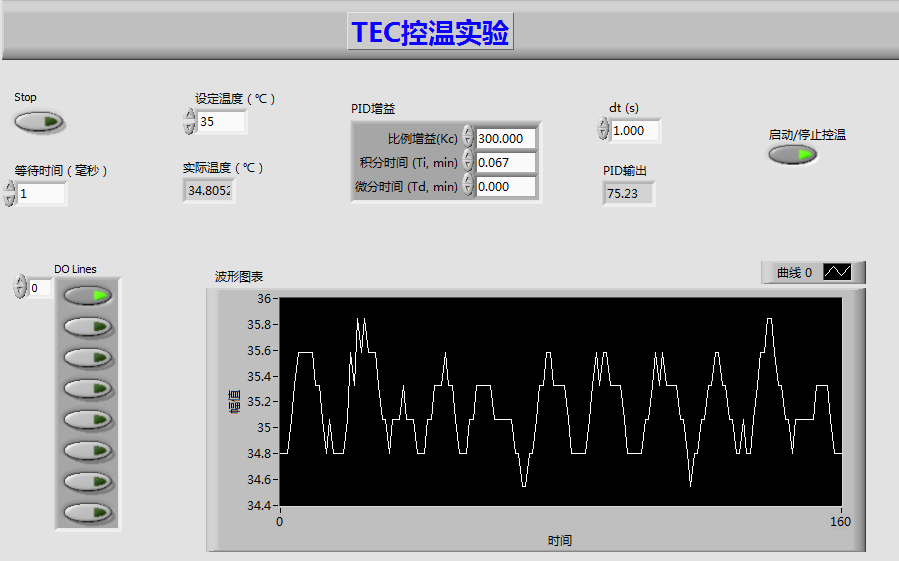 TEC控温实验
Stop
设定温度（℃）
35
PID增益
比例增益(Kc)
300.000
积分时间 (Ti, min)
0.067
微分时间 (Td, min)
0.000
dt (s)
1.000
启动/停止控温
等待时间（毫秒）
1
实际温度（℃）
34.8052
PID输出
75.23
DO Lines
0
波形图表
曲线 0
36
35.8
35.6
35.4
35.2
35
34.8
34.6
34.4
幅值
0
160
时间